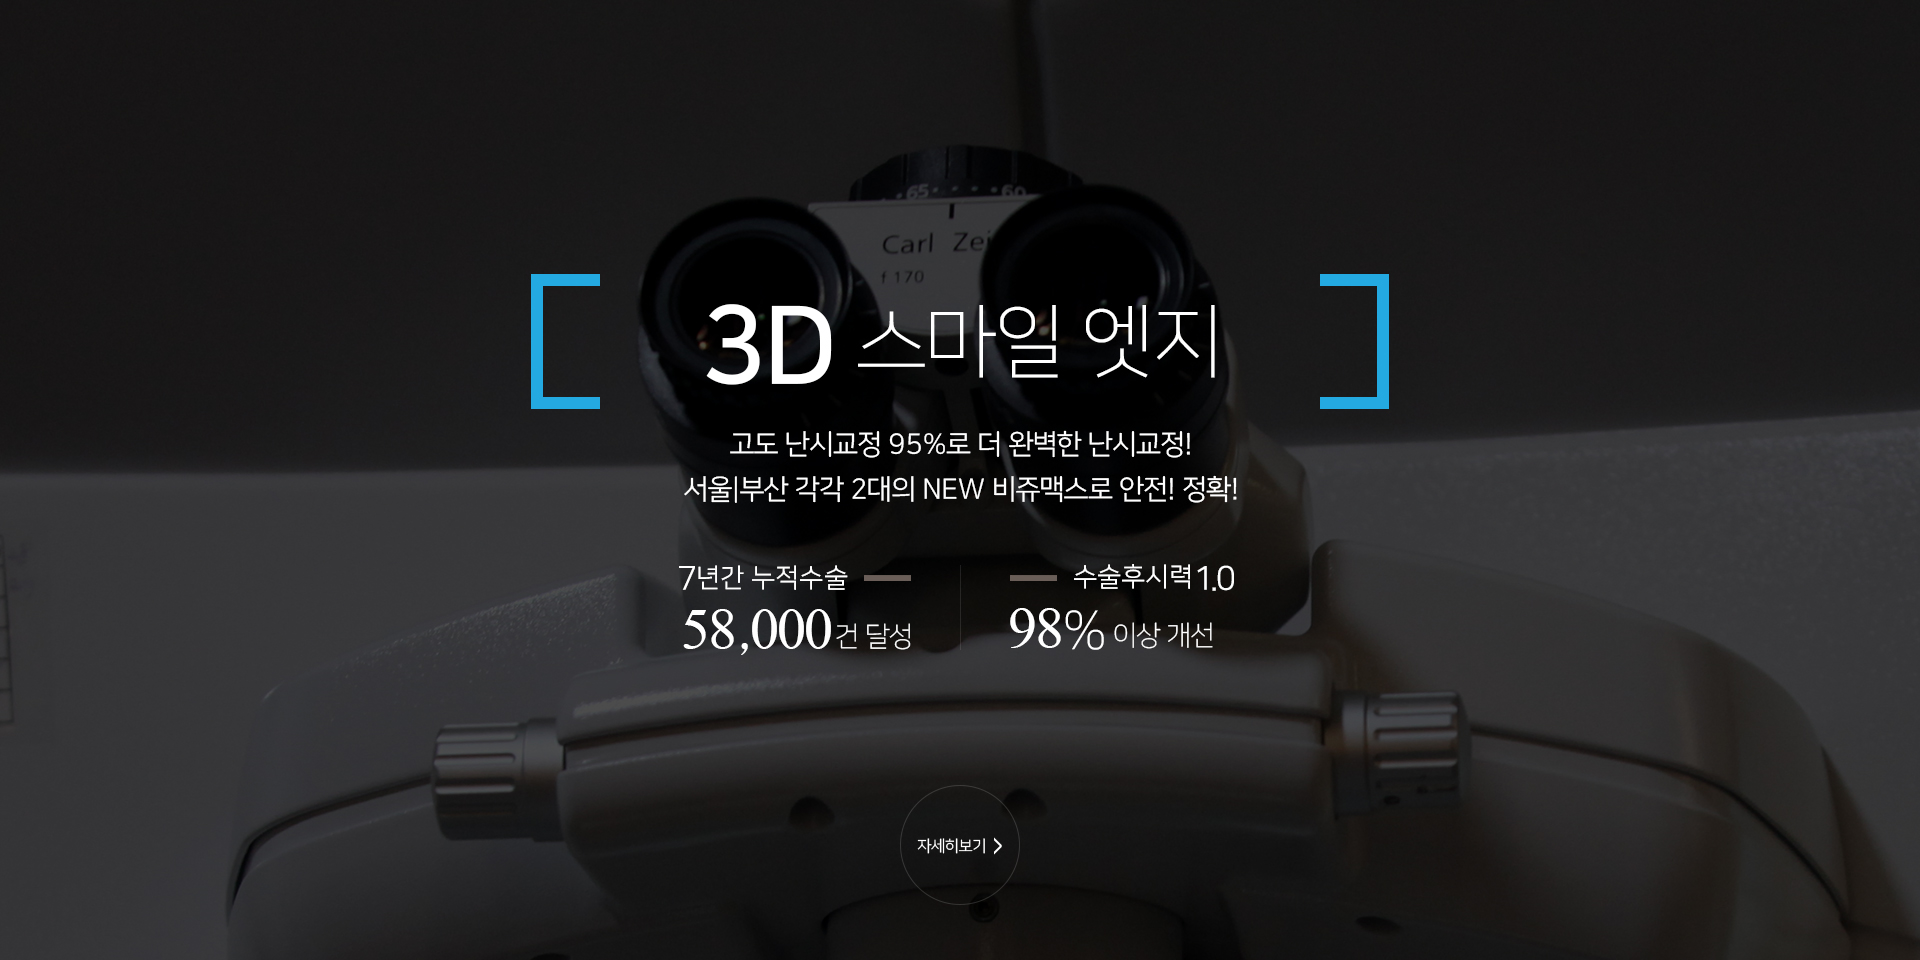 65 60
Carl Zei
f 170
3D 스마일 엣지
고도 난시교정 95%로 더 완벽한 난시교정!
서울|부산 각각 2대의 NEW 비쥬맥스로 안전! 정확!
7년간 누적수술
58,000건 달성
수술후시력 1.0
98% 이상 개선
자세히보기 >